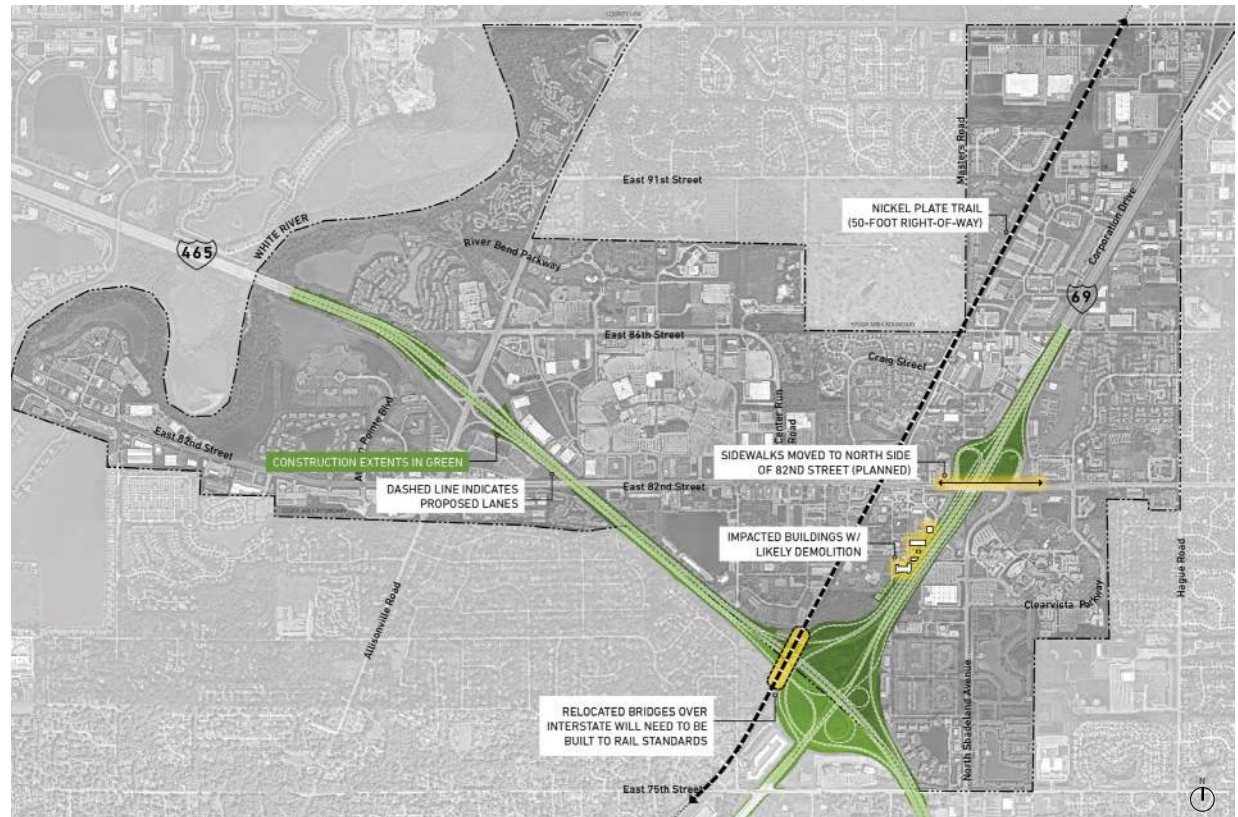 COUNTY LINE
East 91st Street
Masters Road
NICKEL PLATE TRAIL
(50-FOOT RIGHT-OF-WAY)
Corporation Drive
WHITE RIVER
465
River Bend Parkway
69
East 86th Street
Craig Street
Center Run
Road
East 82nd Street
Pointe Blvd
CONSTRUCTION EXTENTS IN GREEN
SIDEWALKS MOVED TO NORTH SIDE
OF 82ND STREET (PLANNED)
DASHED LINE INDICATES
PROPOSED LANES
East 82nd Street
IMPACTED BUILDINGS W/
LIKELY DEMOLITION
Hague Road
Clearvista Parkway
Allisonville Road
North Shadeland Avenue
RELOCATED BRIDGES OVER
INTERSTATE WILL NEED TO BE
BUILT TO RAIL STANDARDS
East 75th Street
N